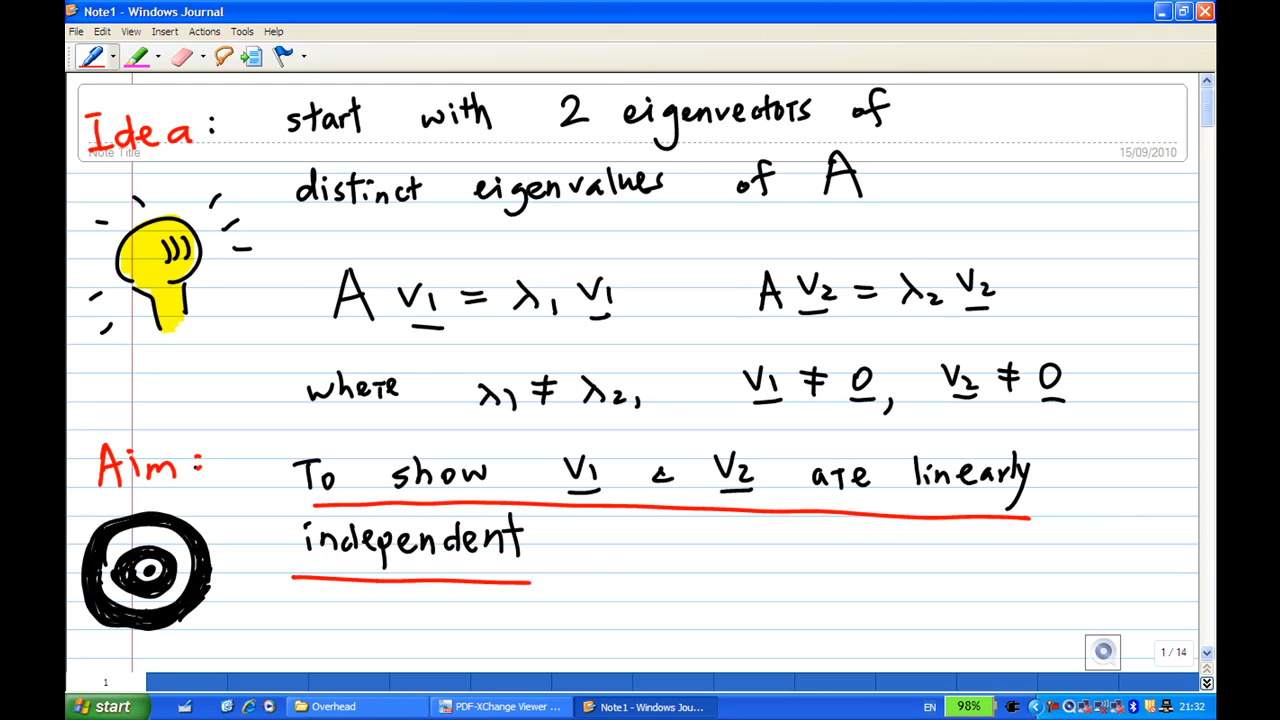 Note1 - Windows Journal
File Edit View Insert Actions Tools Help
Idea: start with 2 eigenvectors of
Note Title
15/09/2010
distinct eigenvalues of A
A v1 = λ1 v1 A v2 = λ2 v2
where λ1 ≠ λ2, v1 ≠ 0, v2 ≠ 0
Aim: To show v1 & v2 are linearly
independent
1 / 14
1
start Overhead PDF-XChange Viewer ... Note1 - Windows Jou... EN 98% 21:32